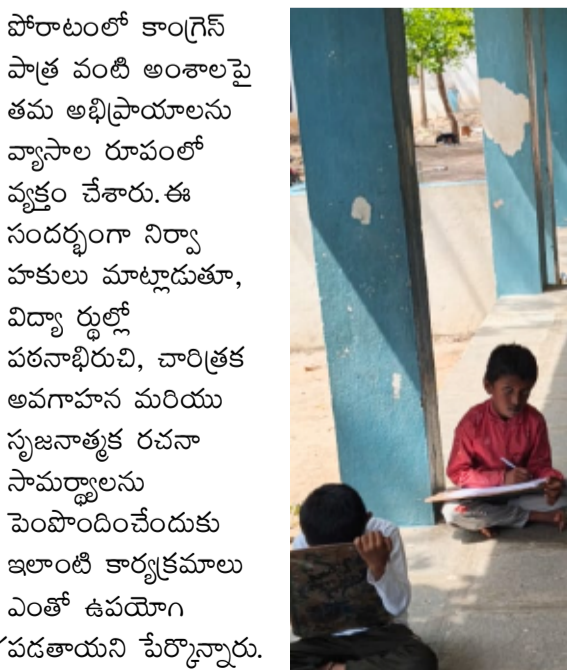 పోరాటంలో కాంగ్రెస్
పాత్ర వంటి అంశాలపై
తమ అభిప్రాయాలను
వ్యాసాల రూపంలో
వ్యక్తం చేశారు.ఈ
సందర్భంగా నిర్వా
హకులు మాట్లాడుతూ,
విద్యా ర్థుల్లో
పఠనాభిరుచి, చారిత్రక
అవగాహన మరియు
సృజనాత్మక రచనా
సామర్థ్యాలను
పెంపొందించేందుకు
ఇలాంటి కార్యక్రమాలు
ఎంతో ఉపయోగ
పడతాయని పేర్కొన్నారు.